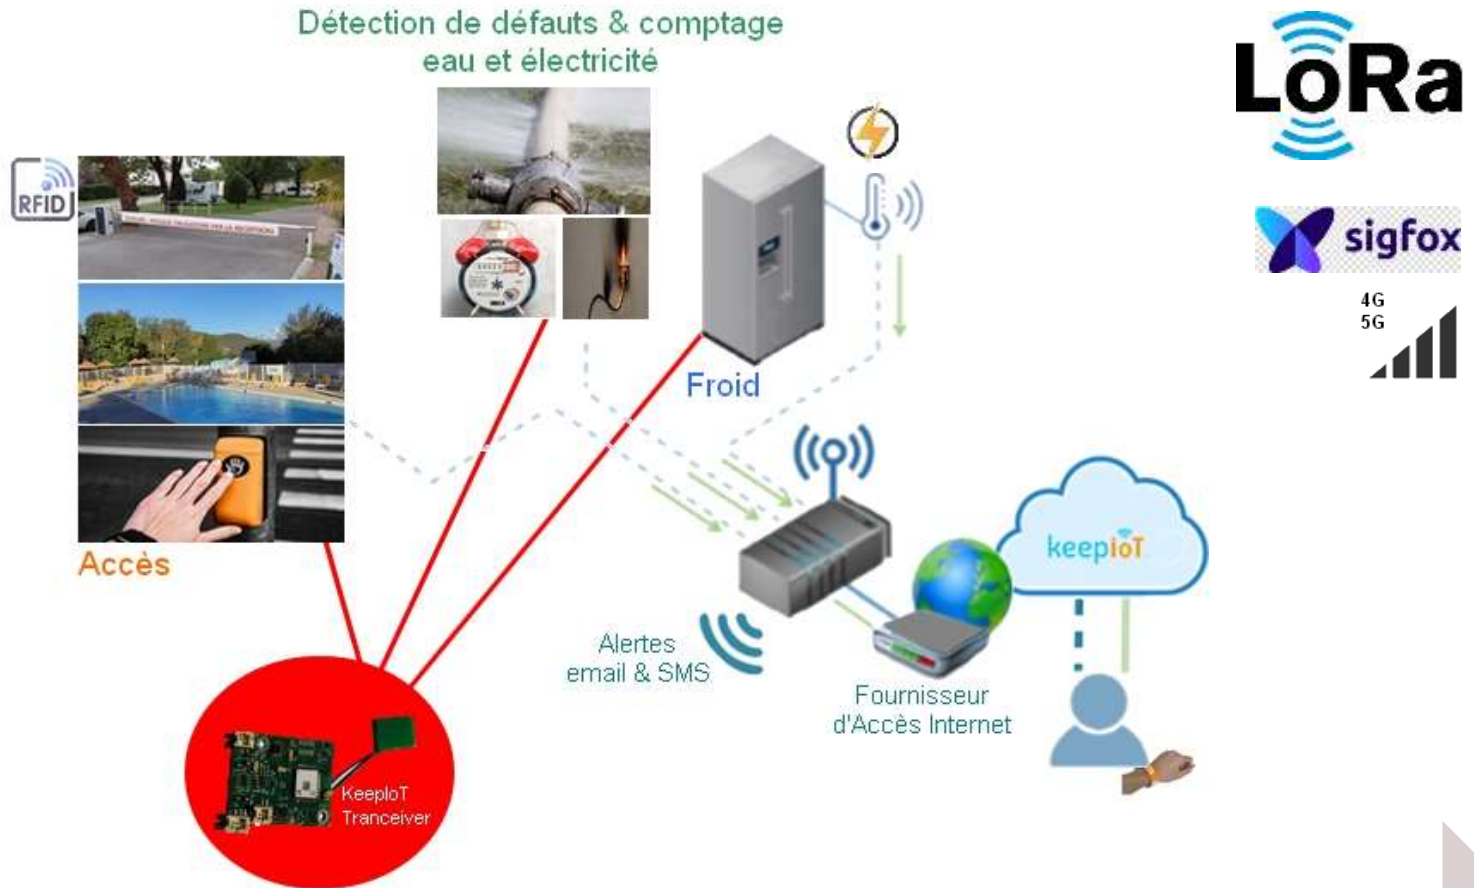 Détection de défauts & comptage
eau et électricité
LoRa
RFID
sigfox
4G
5G
Froid
keepIoT
Accès
Alertes
email & SMS
Fournisseur
d'Accès Internet
KeepIoT
Tranceiver